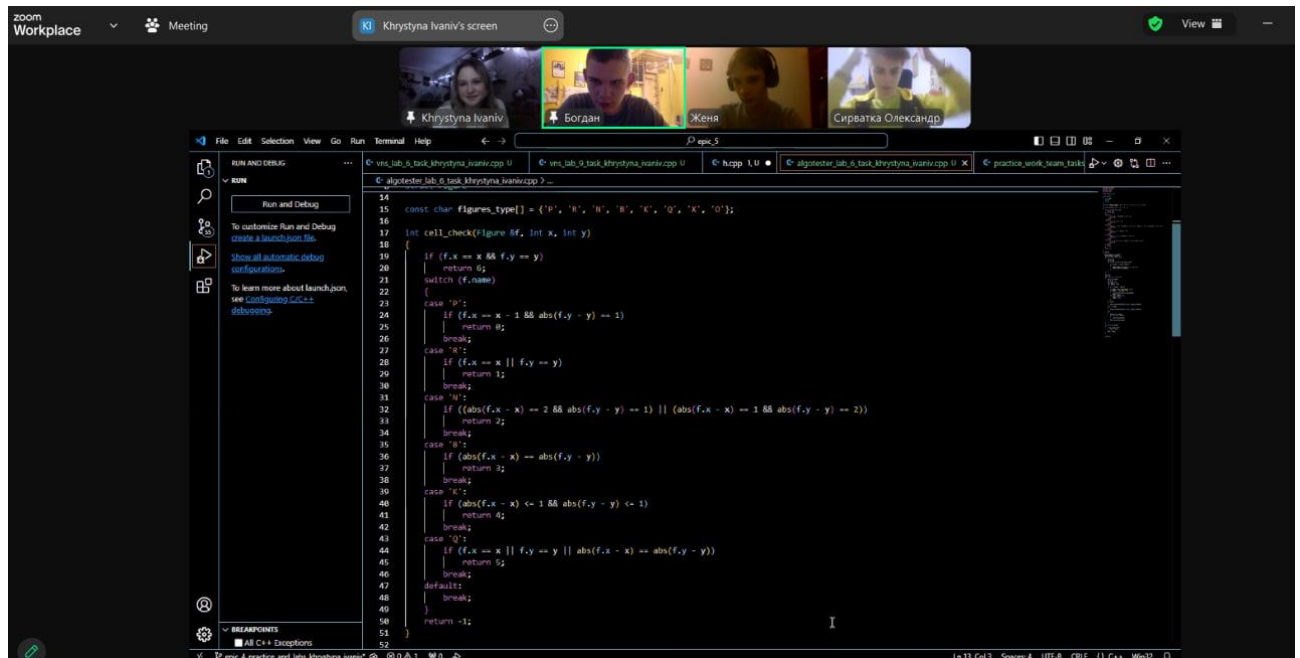 zoom
Workplace
Meeting
KI Khrystyna Ivaniv's screen
View
Khrystyna Ivaniv
Богдан
Женя
Сирватка Олександр
File Edit Selection View Go Run Terminal Help
epic_5
RUN AND DEBUG
vns_lab_6_task_khrystyna_ivaniv.cpp U
vns_lab_9_task_khrystyna_ivaniv.cpp U
h.cpp 1, U
algotester_lab_6_task_khrystyna_ivaniv.cpp U
practice_work_team_tasks
RUN
algotester_lab_6_task_khrystyna_ivaniv.cpp > ...
Run and Debug
To customize Run and Debug
create a launch.json file.
Show all automatic debug
configurations.
To learn more about launch.json,
see Configuring C/C++
debugging.
14
15 const char figures_type[] = {'P', 'R', 'N', 'B', 'K', 'Q', 'X', 'O'};
16
17 int cell_check(Figure &f, int x, int y)
18 {
19 if (f.x == x && f.y == y)
20 return 6;
21 switch (f.name)
22 {
23 case 'P':
24 if (f.x == x - 1 && abs(f.y - y) == 1)
25 return 0;
26 break;
27 case 'R':
28 if (f.x == x || f.y == y)
29 return 1;
30 break;
31 case 'N':
32 if ((abs(f.x - x) == 2 && abs(f.y - y) == 1) || (abs(f.x - x) == 1 && abs(f.y - y) == 2))
33 return 2;
34 break;
35 case 'B':
36 if (abs(f.x - x) == abs(f.y - y))
37 return 3;
38 break;
39 case 'K':
40 if (abs(f.x - x) <= 1 && abs(f.y - y) <= 1)
41 return 4;
42 break;
43 case 'Q':
44 if (f.x == x || f.y == y || abs(f.x - x) == abs(f.y - y))
45 return 5;
46 break;
47 default:
48 break;
49 }
50 return -1;
51 }
52
BREAKPOINTS
All C++ Exceptions